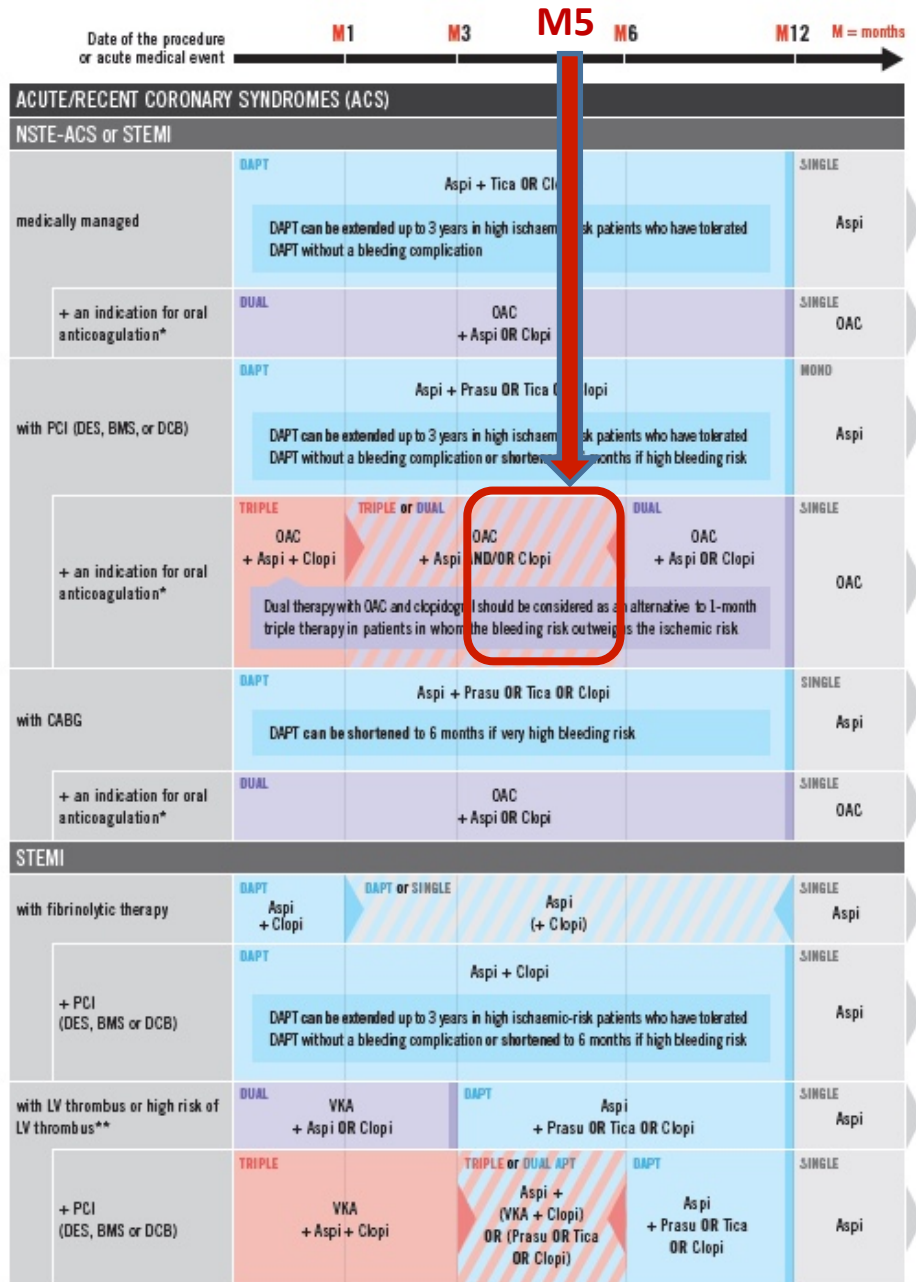 M5
M1 M3 M6 M12 M = months
Date of the procedure
or acute medical event
ACUTE/RECENT CORONARY SYNDROMES (ACS)
NSTE-ACS or STEMI
medically managed
DAPT
Aspi + Tica OR
DAPT can be extended up to 3 years in high patients who have tolerated
DAPT without a bleeding complication
SINGLE
Aspi
+ an indication for oral
anticoagulation*
DUAL
OAC
+ Aspi OR Clopi
SINGLE
OAC
with PCI (DES, BMS, or DCB)
DAPT
Aspi + Prasu OR Tica
DAPT can be extended up to 3 years in high patients who have tolerated
DAPT without a bleeding complication or months if high bleeding risk
MONO
Aspi
+ an indication for oral
anticoagulation*
TRIPLE
OAC
+ Aspi + Clopi
TRIPLE or DUAL
OAC
+ Aspi AND/OR Clopi
DUAL
OAC
+ Aspi OR Clopi
Dual therapy with OAC and clopidogrel should be considered as an alternative to 1-month
triple therapy in patients in whom the bleeding risk outweighs the ischemic risk
SINGLE
OAC
with CABG
DAPT
Aspi + Prasu OR Tica OR Clopi
DAPT can be shortened to 6 months if very high bleeding risk
SINGLE
Aspi
+ an indication for oral
anticoagulation*
DUAL
OAC
+ Aspi OR Clopi
SINGLE
OAC
STEMI
with fibrinolytic therapy
DAPT
Aspi
+ Clopi
DAPT or SINGLE
Aspi
(+ Clopi)
SINGLE
Aspi
+ PCI
(DES, BMS or DCB)
DAPT
Aspi + Clopi
DAPT can be extended up to 3 years in high ischaemic-risk patients who have tolerated
DAPT without a bleeding complication or shortened to 6 months if high bleeding risk
SINGLE
Aspi
with LV thrombus or high risk of
LV thrombus**
DUAL
VKA
+ Aspi OR Clopi
DAPT
Aspi
+ Prasu OR Tica OR Clopi
SINGLE
Aspi
+ PCI
(DES, BMS or DCB)
TRIPLE
VKA
+ Aspi + Clopi
TRIPLE or DUAL APT
Aspi +
(VKA + Clopi)
OR (Prasu OR Tica
OR Clopi)
DAPT
Aspi
+ Prasu OR Tica
OR Clopi
SINGLE
Aspi